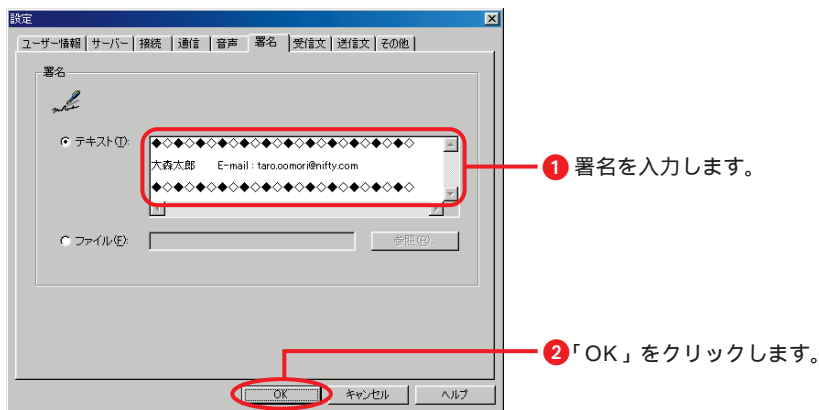 設定
ユーザー情報 サーバー 接続 通信 音声 署名 受信文 送信文 その他
署名
テキスト(T):
◆◇◆◇◆◇◆◇◆◇◆◇◆◇◆◇◆◇◆◇◆◇◆◇
大森太郎 E-mail : taro.oomori@nifty.com
◆◇◆◇◆◇◆◇◆◇◆◇◆◇◆◇◆◇◆◇◆◇◆◇
1 署名を入力します。
ファイル(F): 参照(R)...
2 「OK」をクリックします。
OK キャンセル ヘルプ